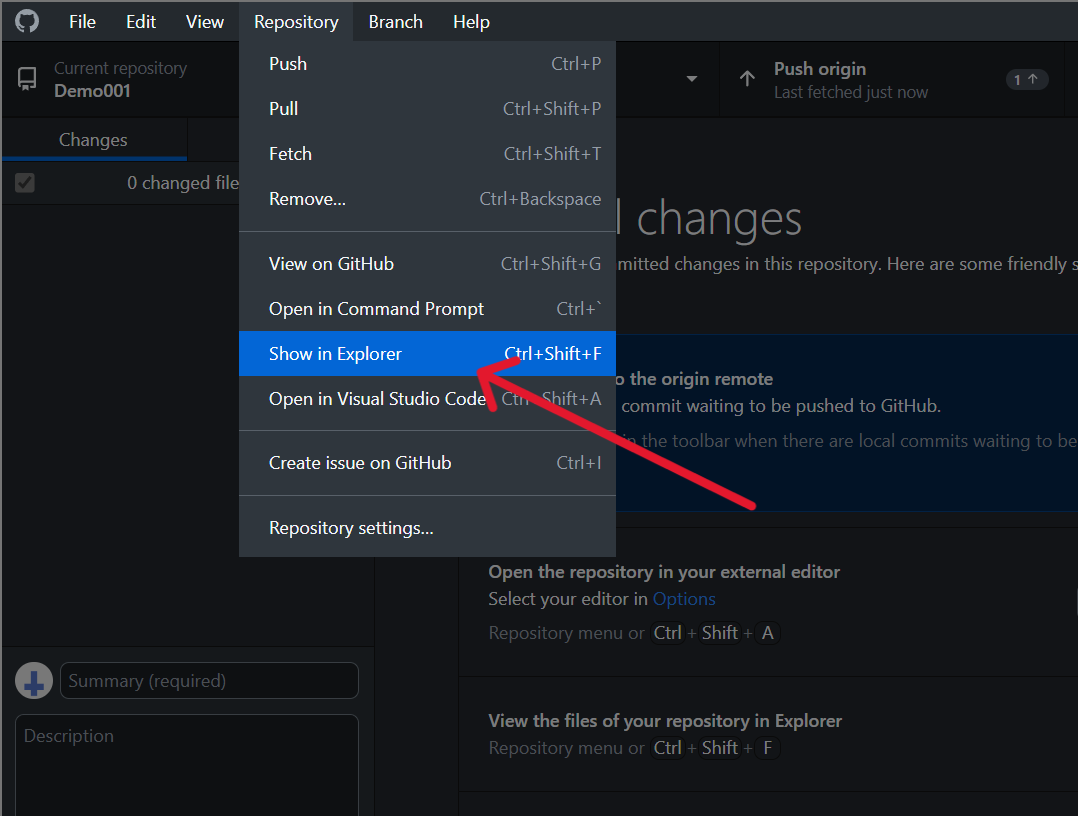 File Edit View Repository Branch Help
Current repository
Demo001
Push origin
Last fetched just now
1
Changes
0 changed file
Push Ctrl+P
Pull Ctrl+Shift+P
Fetch Ctrl+Shift+T
Remove... Ctrl+Backspace
View on GitHub Ctrl+Shift+G
Open in Command Prompt Ctrl+`
Show in Explorer Ctrl+Shift+F
Open in Visual Studio Code Ctrl+Shift+A
Create issue on GitHub Ctrl+I
Repository settings...
changes
mitted changes in this repository. Here are some friendly s
o the origin remote
commit waiting to be pushed to GitHub.
in the toolbar when there are local commits waiting to be
Open the repository in your external editor
Select your editor in Options
Repository menu or Ctrl + Shift + A
View the files of your repository in Explorer
Repository menu or Ctrl + Shift + F
Summary (required)
Description